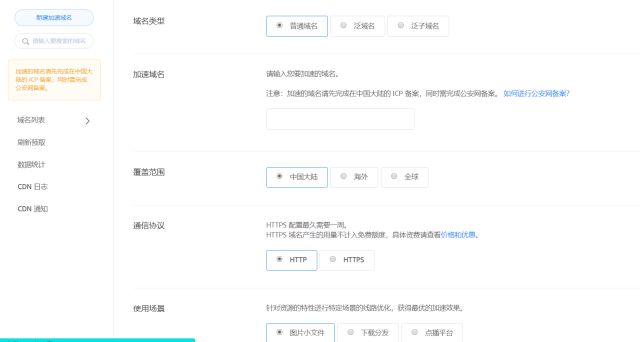 新建加速域名
请输入要搜索的域名
加速的域名请先完成在中国大
陆的 ICP 备案，同时需完成
公安网备案。
域名列表
刷新预取
数据统计
CDN 日志
CDN 通知
域名类型
普通域名
泛域名
泛子域名
加速域名
请输入您要加速的域名。
注意：加速的域名请先完成在中国大陆的 ICP 备案，同时需完成公安网备案。 如何进行公安网备案?
覆盖范围
中国大陆
海外
全球
通信协议
HTTPS 配置最久需要一周。
HTTPS 域名产生的用量不计入免费额度，具体资费请查看价格和优惠。
HTTP
HTTPS
使用场景
针对资源的特性进行特定场景的线路优化，获得最优的加速效果。
图片小文件
下载分发
点播平台